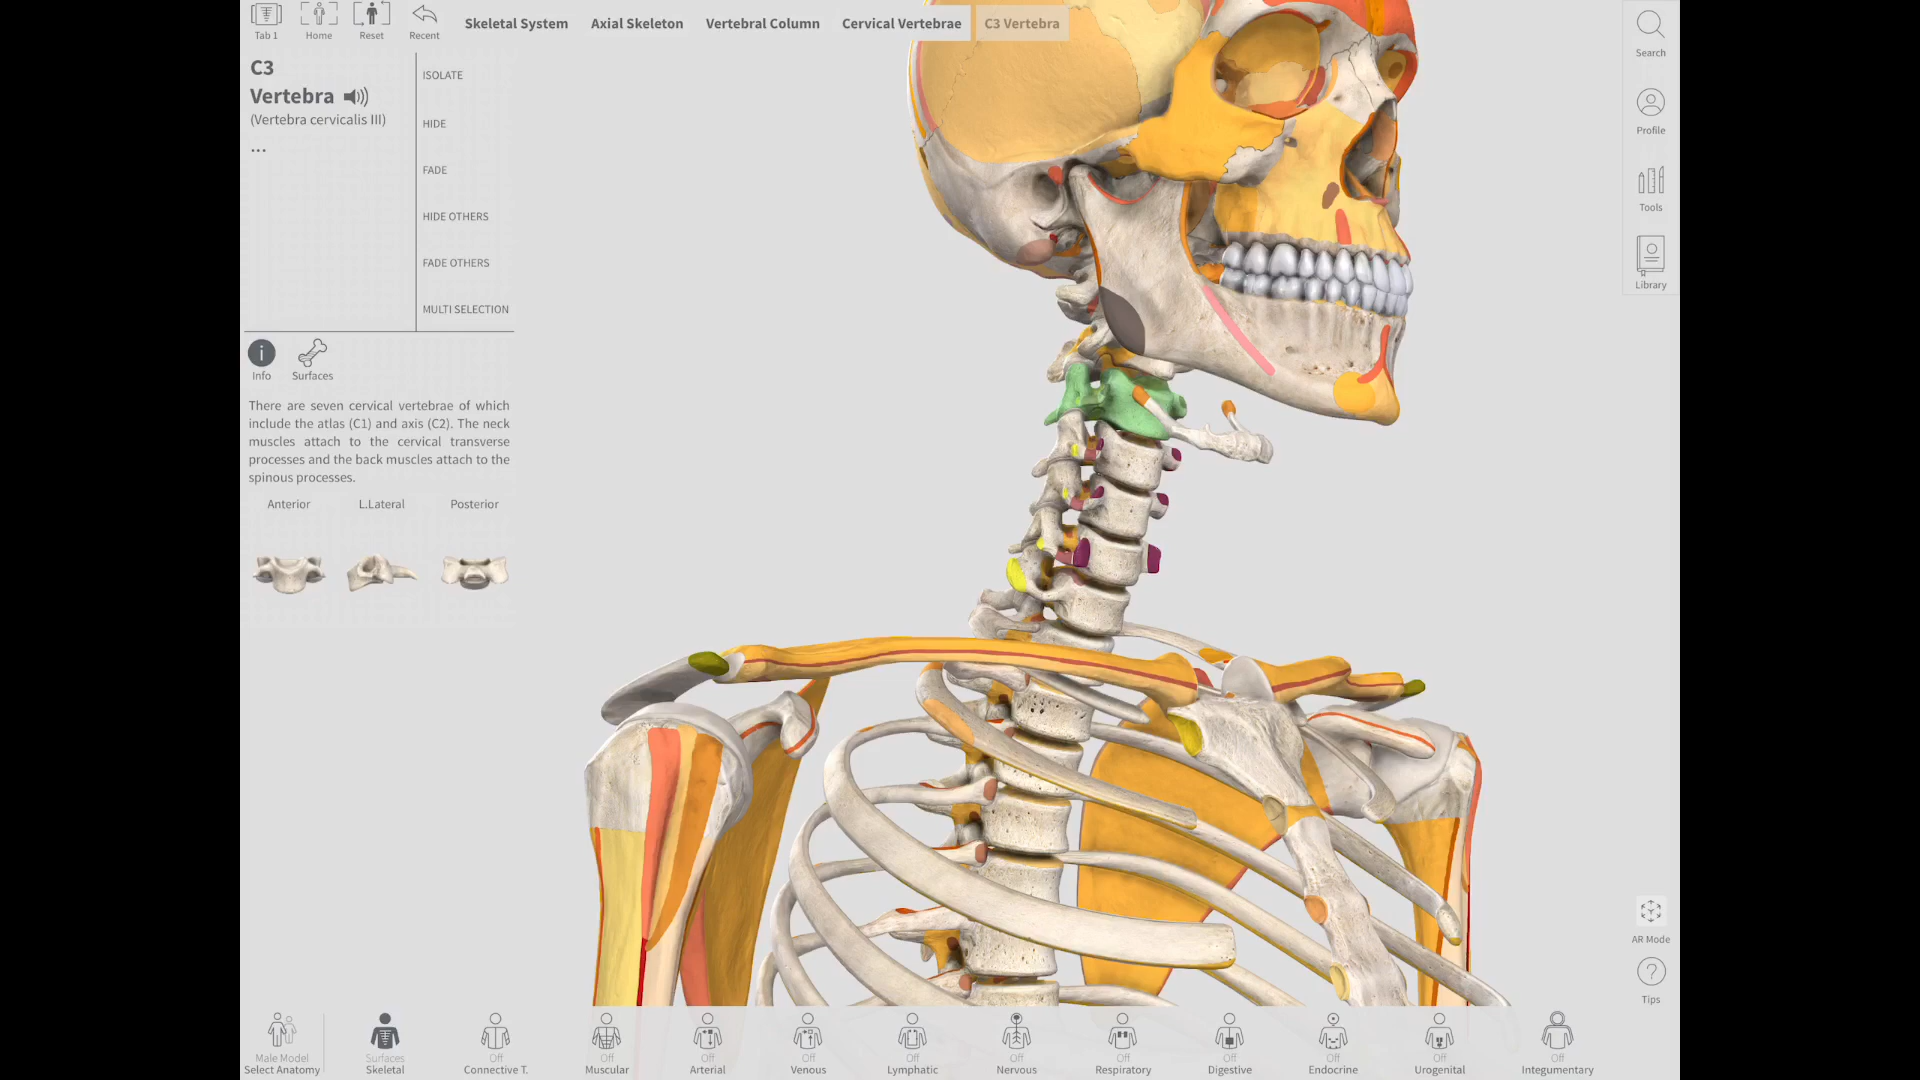 Tab 1
Home
Reset
Recent
Skeletal System
Axial Skeleton
Vertebral Column
Cervical Vertebrae
C3 Vertebra
C3
Vertebra
(Vertebra cervicalis III)
...
ISOLATE
HIDE
FADE
HIDE OTHERS
FADE OTHERS
MULTI SELECTION
i
Info
Surfaces
There are seven cervical vertebrae of which
include the atlas (C1) and axis (C2). The neck
muscles attach to the cervical transverse
processes and the back muscles attach to the
spinous processes.
Anterior
L.Lateral
Posterior
Search
Profile
Tools
Library
AR Mode
?
Tips
Male Model
Select Anatomy
Surfaces
Skeletal
Off
Connective T.
Off
Muscular
Off
Arterial
Off
Venous
Off
Lymphatic
Off
Nervous
Off
Respiratory
Off
Digestive
Off
Endocrine
Off
Urogenital
Off
Integumentary